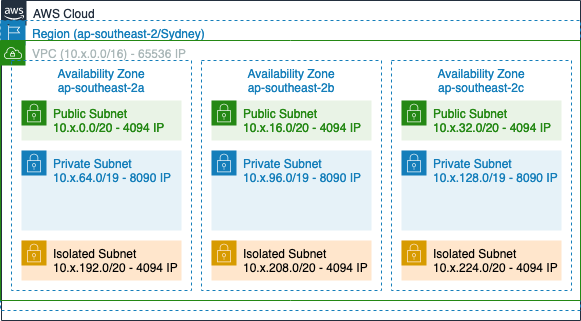 aws
AWS Cloud
Region (ap-southeast-2/Sydney)
VPC (10.x.0.0/16) - 65536 IP
Availability Zone
ap-southeast-2a
Public Subnet
10.x.0.0/20 - 4094 IP
Private Subnet
10.x.64.0/19 - 8090 IP
Isolated Subnet
10.x.192.0/20 - 4094 IP
Availability Zone
ap-southeast-2b
Public Subnet
10.x.16.0/20 - 4094 IP
Private Subnet
10.x.96.0/19 - 8090 IP
Isolated Subnet
10.x.208.0/20 - 4094 IP
Availability Zone
ap-southeast-2c
Public Subnet
10.x.32.0/20 - 4094 IP
Private Subnet
10.x.128.0/19 - 8090 IP
Isolated Subnet
10.x.224.0/20 - 4094 IP